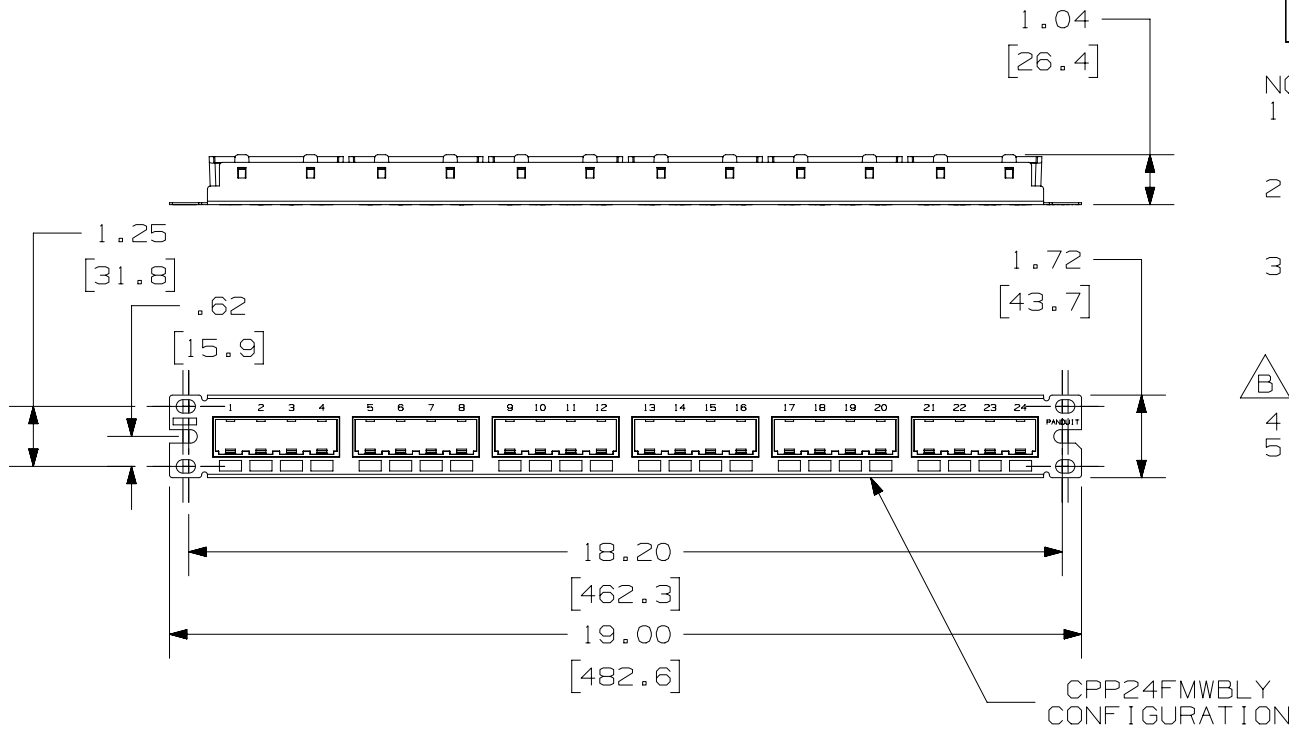 1.04
[26.4]
NO
1
2
3
1.25
[31.8]
.62
[15.9]
1.72
[43.7]
B
4
5
1 2 3 4 5 6 7 8 9 10 11 12 13 14 15 16 17 18 19 20 21 22 23 24
PANDUIT
18.20
[462.3]
19.00
[482.6]
CPP24FMWBLY
CONFIGURATION